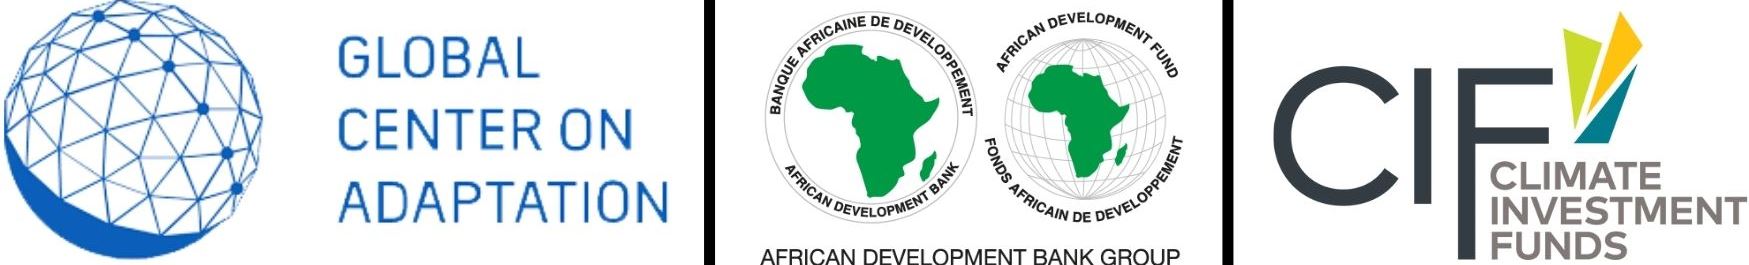 GLOBAL
CENTER ON
ADAPTATION
BANQUE AFRICAINE DE DEVELOPPEMENT
AFRICAN DEVELOPMENT BANK
AFRICAN DEVELOPMENT FUND
FONDS AFRICAIN DE DEVELOPPEMENT
AFRICAN DEVELOPMENT BANK GROUP
CIF
CLIMATE
INVESTMENT
FUNDS